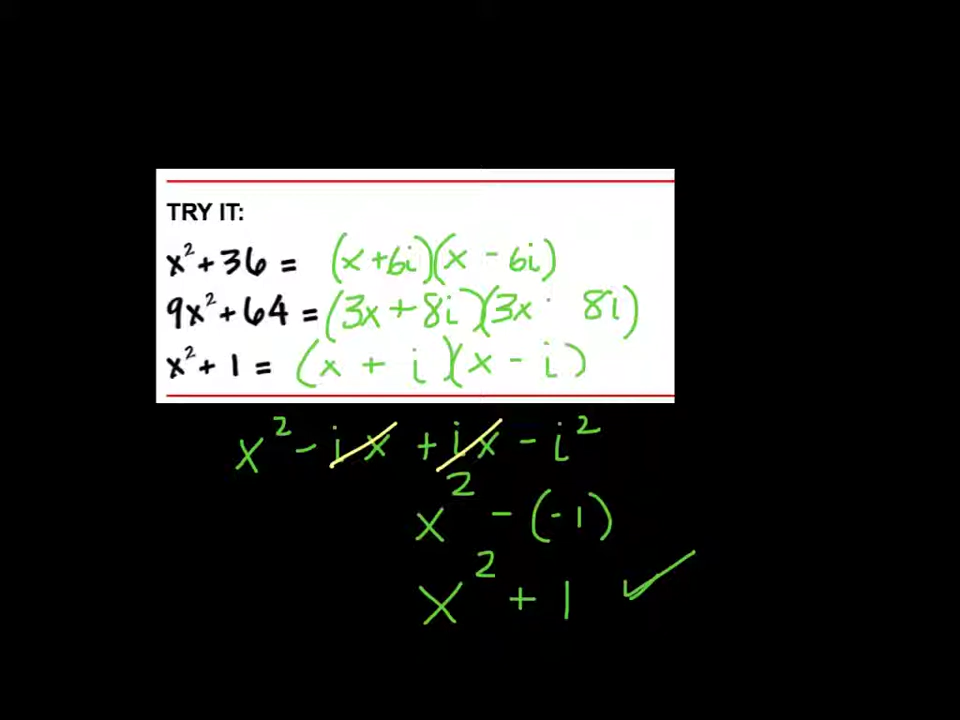 TRY IT:
x² + 36 = (x + 6i)(x - 6i)
9x² + 64 = (3x + 8i)(3x - 8i)
x² + 1 = (x + i)(x - i)
x² - ix + ix - i²
x² - (-1)
x² + 1 ✓